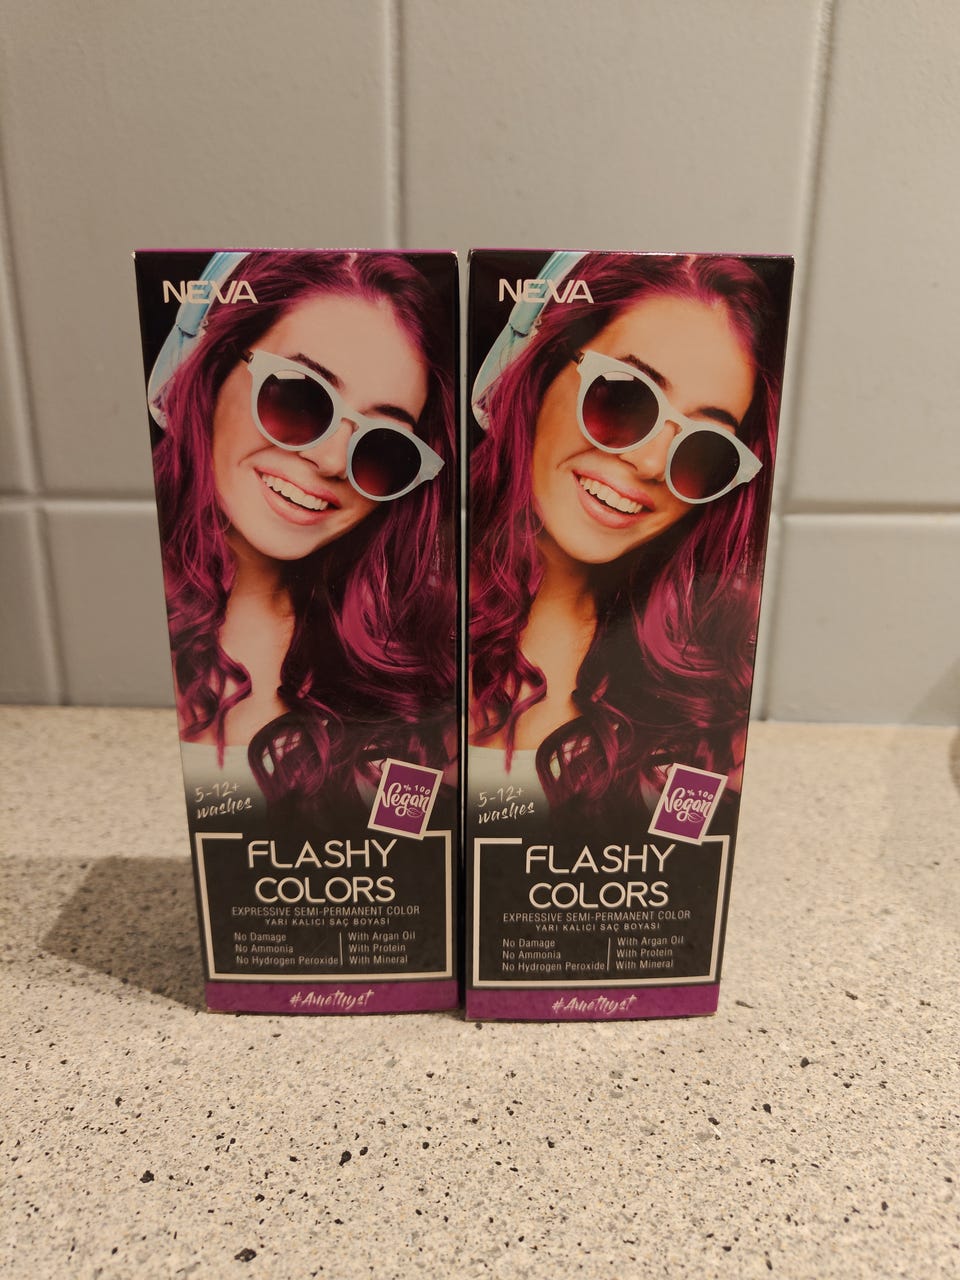 NEVA
5-12+
washes
% 100
Vegan
FLASHY
COLORS
EXPRESSIVE SEMI-PERMANENT COLOR
YARI KALICI SAÇ BOYASI
No Damage
No Ammonia
No Hydrogen Peroxide
With Argan Oil
With Protein
With Mineral
#Amethyst
NEVA
5-12+
washes
% 100
Vegan
FLASHY
COLORS
EXPRESSIVE SEMI-PERMANENT COLOR
YARI KALICI SAÇ BOYASI
No Damage
No Ammonia
No Hydrogen Peroxide
With Argan Oil
With Protein
With Mineral
#Amethyst